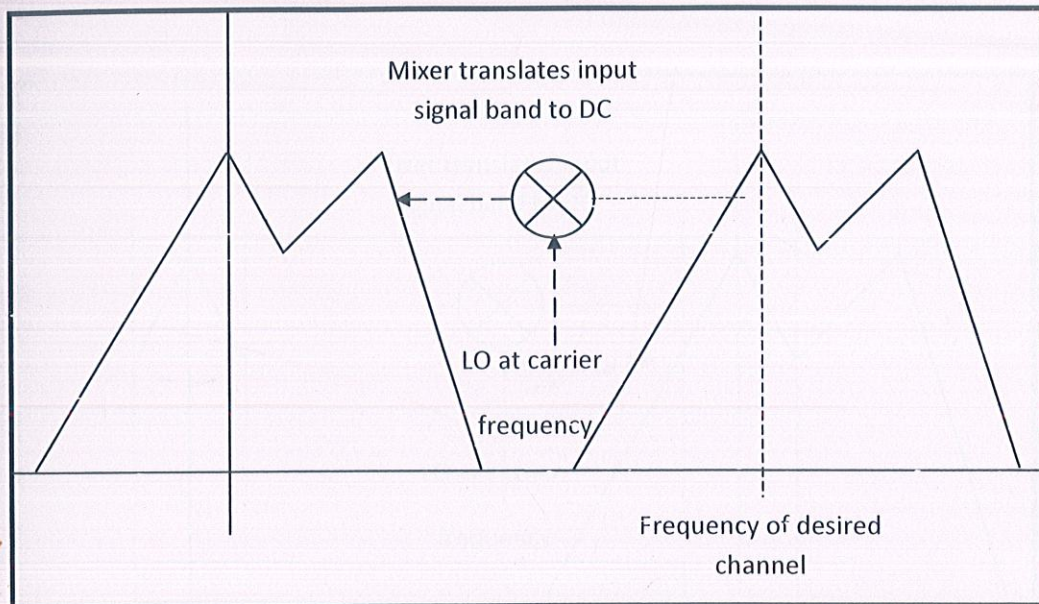 Mixer translates input
signal band to DC
LO at carrier
frequency
Frequency of desired
channel